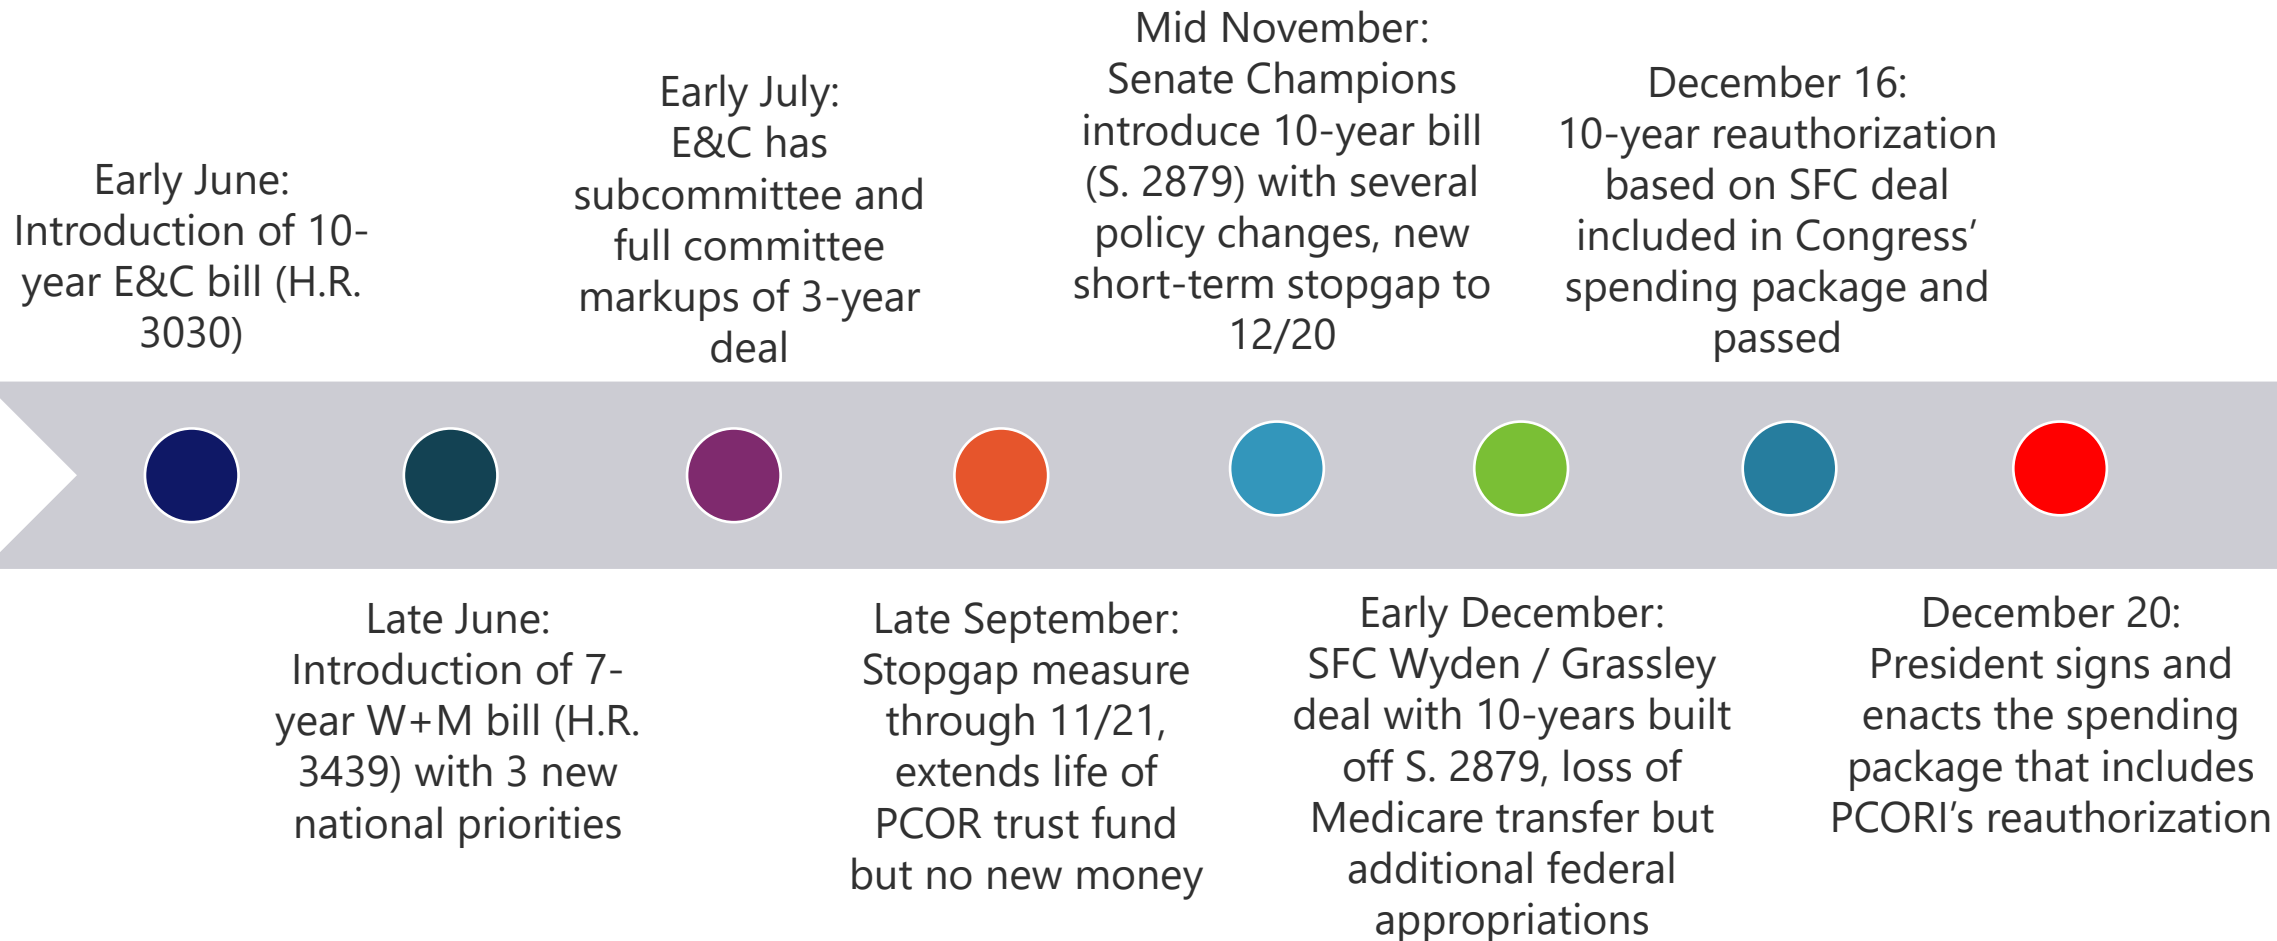 Early June:
Introduction of 10-
year E&C bill (H.R.
3030)
Late June:
Introduction of 7-
year W+M bill (H.R.
3439) with 3 new
national priorities
Early July:
E&C has
subcommittee and
full committee
markups of 3-year
deal
Late September:
Stopgap measure
through 11/21,
extends life of
PCOR trust fund
but no new money
Mid November:
Senate Champions
introduce 10-year bill
(S. 2879) with several
policy changes, new
short-term stopgap to
12/20
Early December:
SFC Wyden / Grassley
deal with 10-years built
off S. 2879, loss of
Medicare transfer but
additional federal
appropriations
December 16:
10-year reauthorization
based on SFC deal
included in Congress’
spending package and
passed
December 20:
President signs and
enacts the spending
package that includes
PCORI’s reauthorization